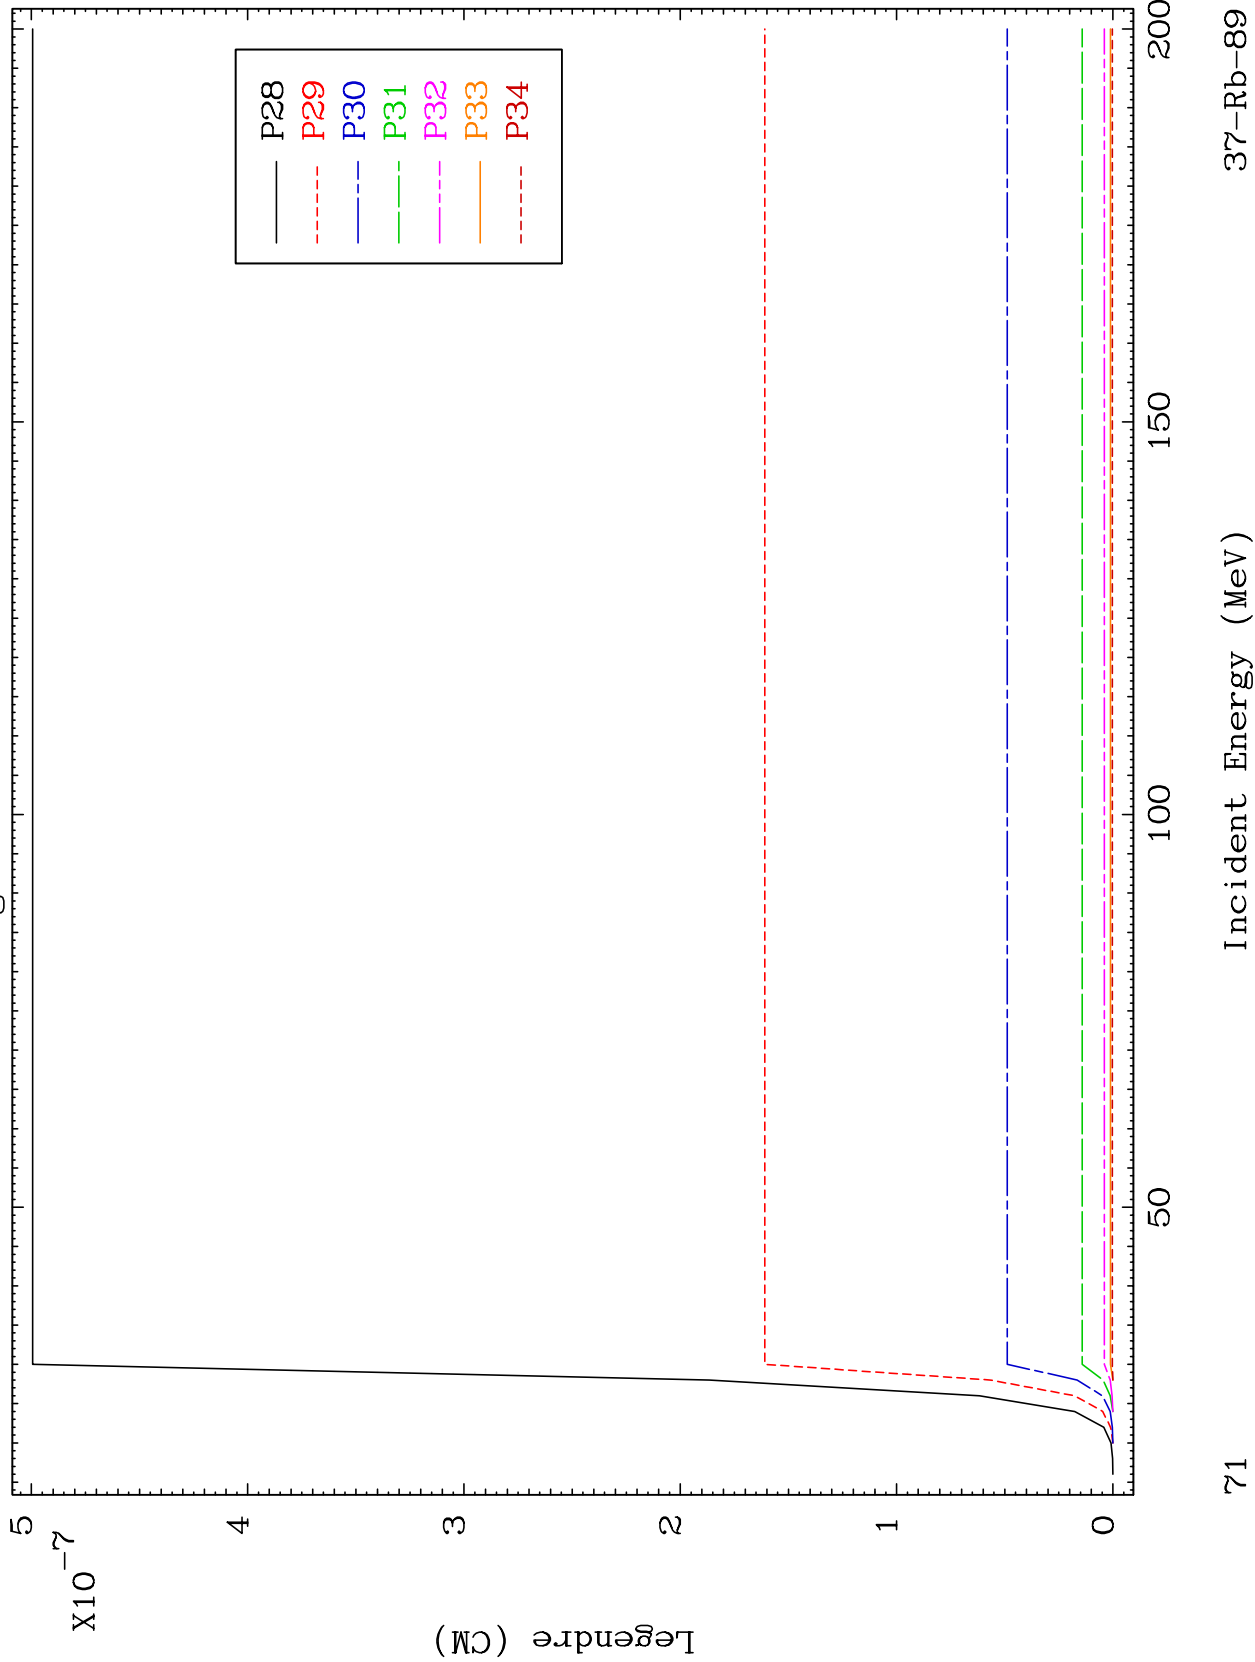 5
4
3
2
1
0
X10-7
Legendre (CM)
P28
P29
P30
P31
P32
P33
P34
50
100
150
200
71
Incident Energy (MeV)
37-Rb-89